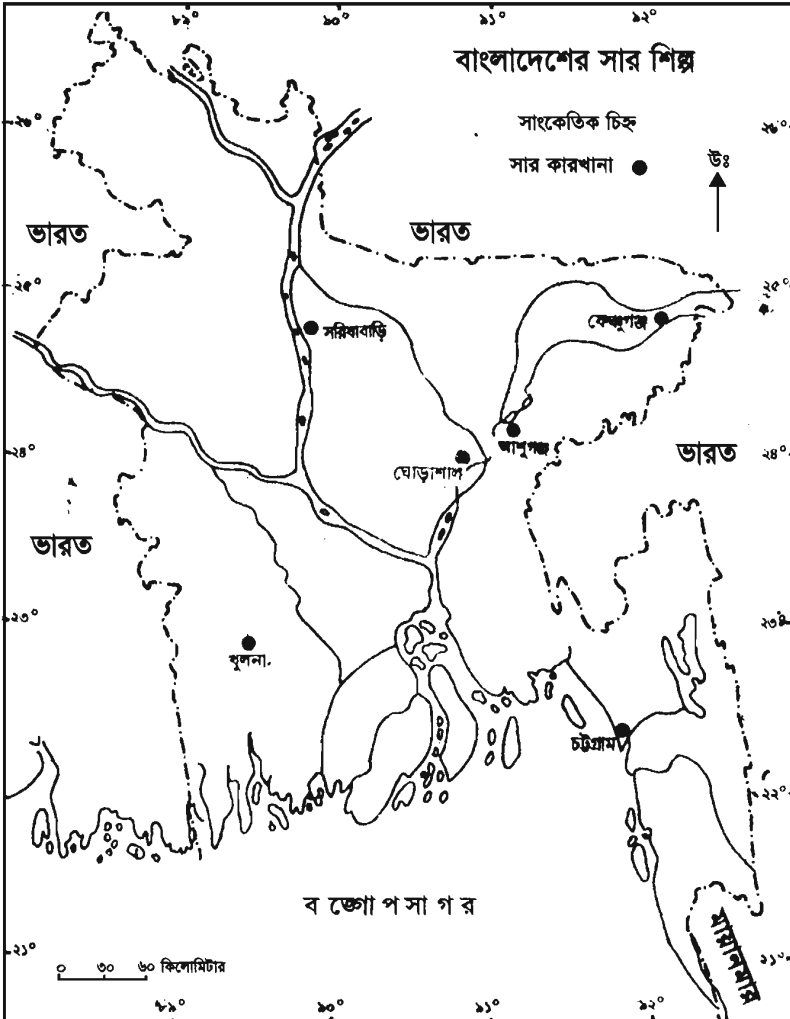 ৮৯° ৯০° ৯১° ৯২°
বাংলাদেশের সার শিল্প
সাংকেতিক চিহ্ন
২৬° ২৬°
সার কারখানা
উঃ
ভারত ভারত
২৫° ২৫°
ফেঞ্চুগঞ্জ
সরিষাবাড়ি
আশুগঞ্জ
২৪° ভারত ২৪°
ঘোড়াশাল
ভারত
২৩° ২৩°
খুলনা
চট্টগ্রাম
২২° ২২°
ব ঙ্গো প সা গ র
মায়ানমার
২১° ২১°
০ ৩০ ৬০ কিলোমিটার
৮৯° ৯০° ৯১° ৯২°